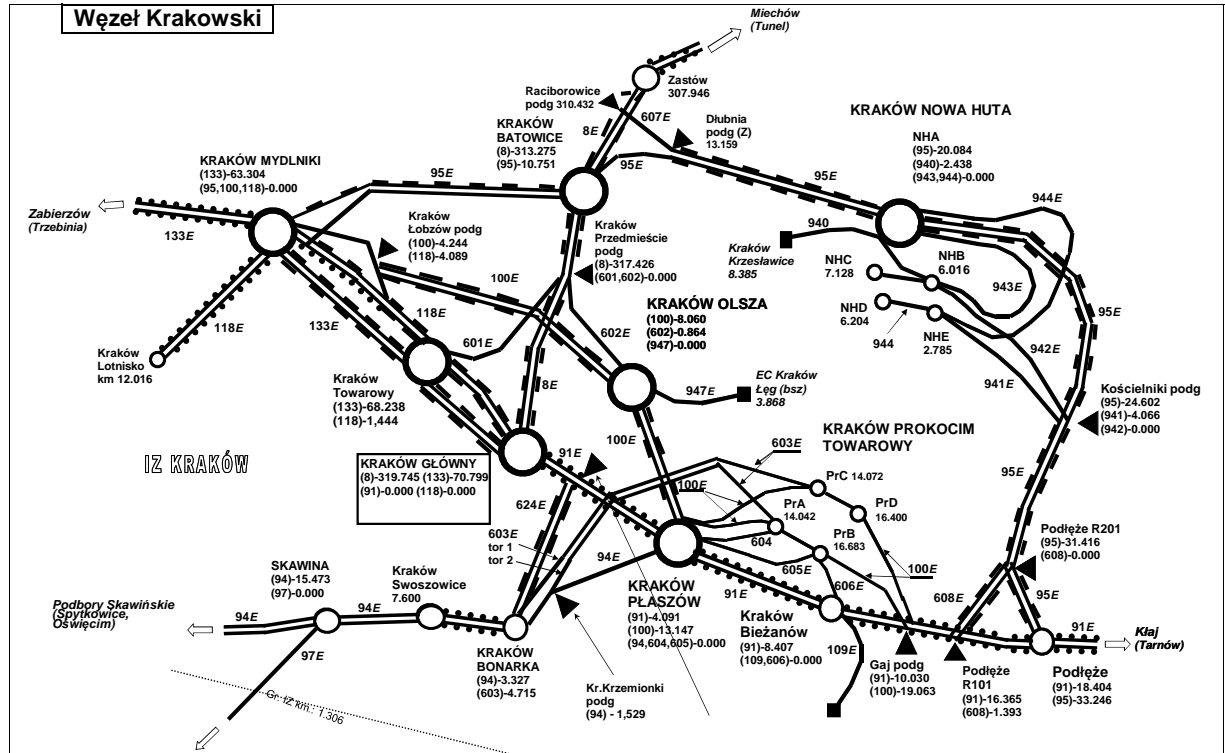 Węzeł Krakowski
Miechów
(Tunel)
Zastów
307.946
Raciborowice
podg 310.432
607E
8E
Dłubnia
podg (Z)
13.159
KRAKÓW
BATOWICE
(8)-313.275
(95)-10.751
KRAKÓW NOWA HUTA
NHA
(95)-20.084
(940)-2.438
(943,944)-0.000
KRAKÓW MYDLNIKI
(133)-63.304
(95,100,118)-0.000
95E
95E
95E
944E
Zabierzów
(Trzebinia)
133E
Kraków
Łobzów podg
(100)-4.244
(118)-4.089
Kraków
Przedmieście
podg
(8)-317.426
(601,602)-0.000
940
Kraków
Krzesławice
8.385
NHC
7.128
NHB
6.016
943E
NHD
6.204
NHE
2.785
944
942E
941E
95E
100E
118E
133E
118E
601E
602E
8E
KRAKÓW OLSZA
(100)-8.060
(602)-0.864
(947)-0.000
Kraków
Lotnisko
km 12.016
Kraków
Towarowy
(133)-68.238
(118)-1,444
947E
EC Kraków
Łęg (bsz)
3.868
Kościelniki podg
(95)-24.602
(941)-4.066
(942)-0.000
100E
KRAKÓW PROKOCIM
TOWAROWY
603E
IZ KRAKÓW
KRAKÓW GŁÓWNY
(8)-319.745 (133)-70.799
(91)-0.000 (118)-0.000
91E
95E
PrC 14.072
100E
PrA
14.042
PrD
16.400
624E
603E
tor 1
tor 2
604
PrB
16.683
Podłęże R201
(95)-31.416
(608)-0.000
94E
605E
100E
606E
SKAWINA
(94)-15.473
(97)-0.000
Kraków
Swoszowice
7.600
KRAKÓW
PŁASZÓW
(91)-4.091
(100)-13.147
(94,604,605)-0.000
91E
608E
95E
Podbory Skawińskie
(Spytkowice,
Oświęcim)
94E
94E
97E
Kraków
Bieżanów
(91)-8.407
(109,606)-0.000
91E
Kłaj
(Tarnów)
KRAKÓW
BONARKA
(94)-3.327
(603)-4.715
109E
Gaj podg
(91)-10.030
(100)-19.063
Podłęże
R101
(91)-16.365
(608)-1.393
Podłęże
(91)-18.404
(95)-33.246
Kr.Krzemionki
podg
(94) - 1,529
Gr. IZ km.: 1.306